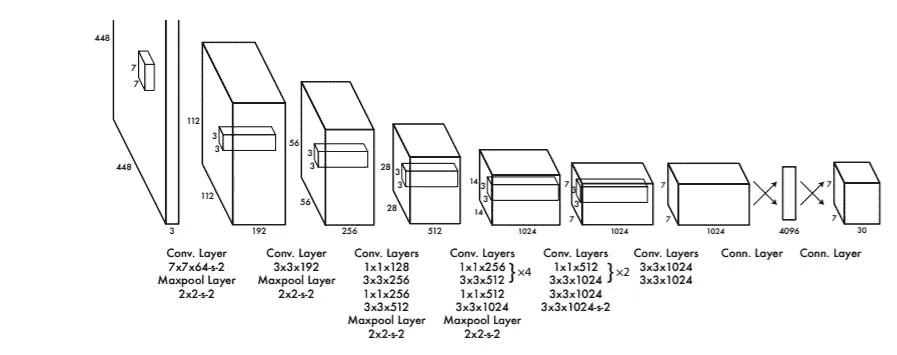 448
448
7
7
3
112
112
3
3
192
56
56
3
3
256
28
28
3
3
512
14
14
3
3
1024
7
7
3
3
1024
7
7
1024
4096
7
7
30
Conv. Layer
7x7x64-s-2
Maxpool Layer
2x2-s-2
Conv. Layer
3x3x192
Maxpool Layer
2x2-s-2
Conv. Layers
1x1x128
3x3x256
1x1x256
3x3x512
Maxpool Layer
2x2-s-2
Conv. Layers
1x1x256
3x3x512
}×4
1x1x512
3x3x1024
Maxpool Layer
2x2-s-2
Conv. Layers
1x1x512
3x3x1024
}×2
3x3x1024
3x3x1024-s-2
Conv. Layers
3x3x1024
3x3x1024
Conn. Layer
Conn. Layer